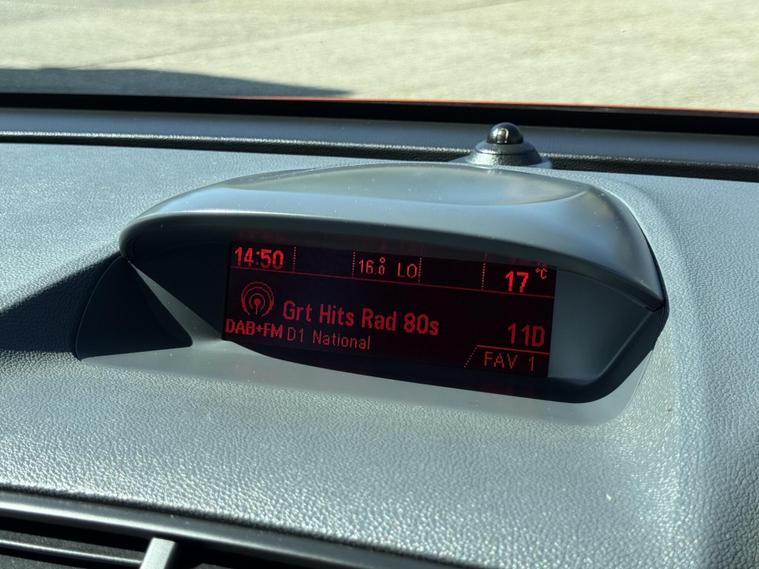 14:50 16.0° LO 17 °C
Grt Hits Rad 80s 11D
DAB+FM D1 National
FAV 1